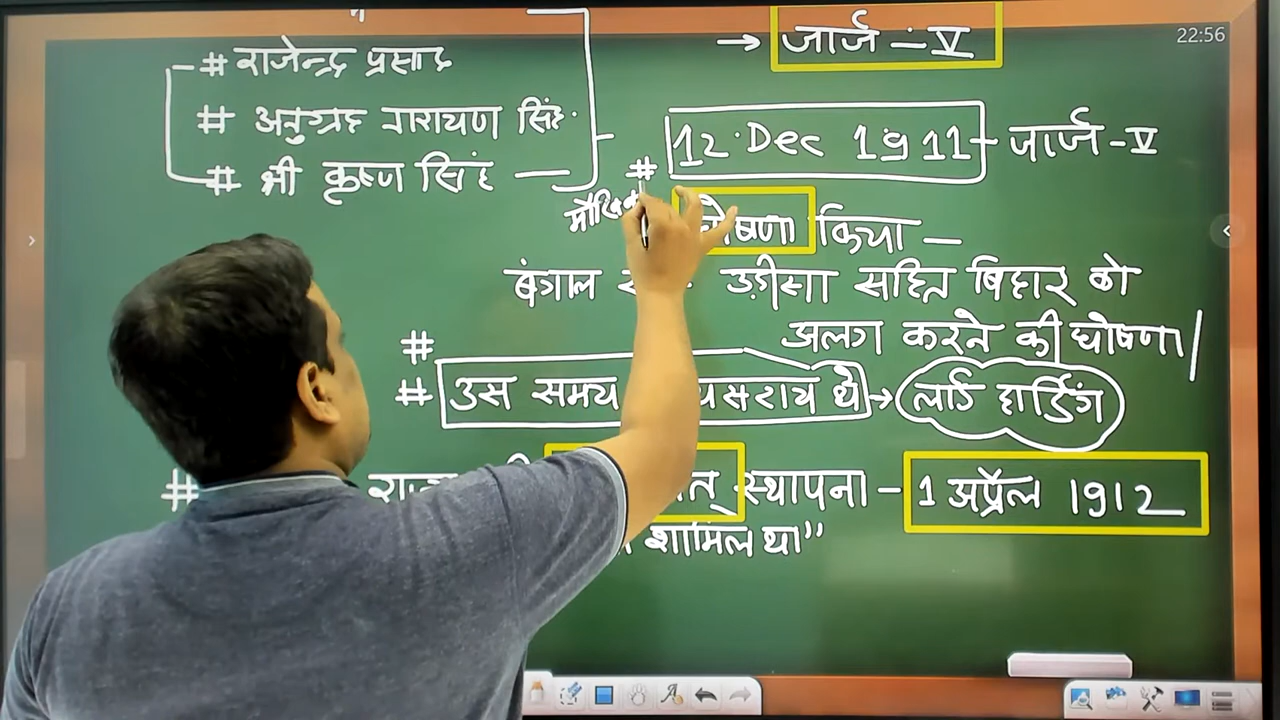 → जार्ज – V
22:56
# राजेन्द्र प्रसाद
# अनुग्रह नारायण सिंह
# श्री कृष्ण सिंह
# 12 Dec 1911 – जार्ज - V
किया –
बंगाल उड़ीसा सहित बिहार को
अलग करने की घोषणा
#
# उस समय थे → लार्ड हार्डिंग
# स्थापना – 1 अप्रैल 1912
शामिल था”